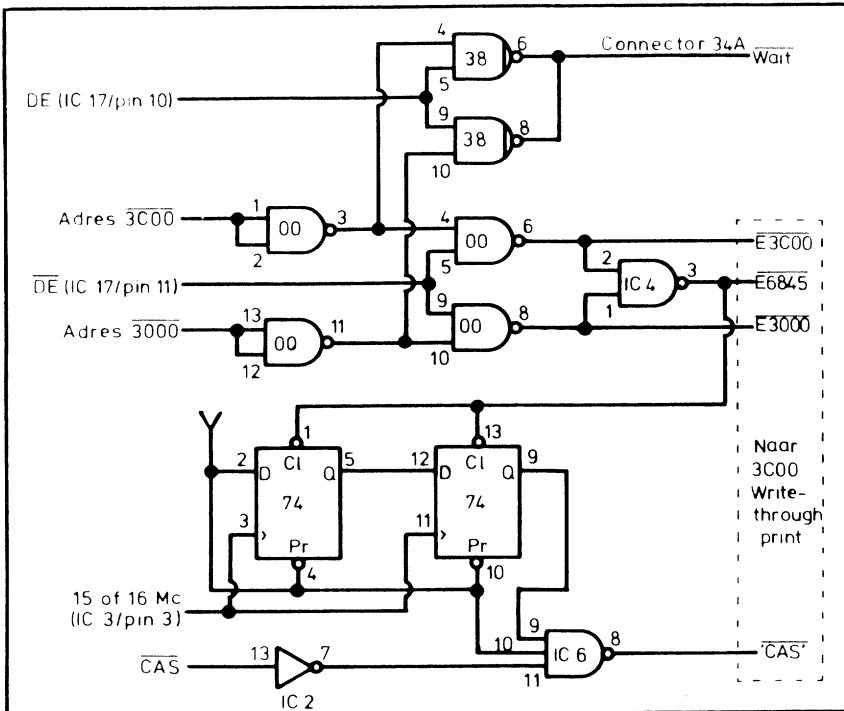 4
38
6
5
Connector 34A
Wait
DE (IC 17/pin 10)
9
38
8
10
Adres 3C00
1
00
3
2
4
00
6
5
E3C00
2
IC 4
3
1
E6845
DE (IC 17/pin 11)
9
00
8
10
E3000
Adres 3000
13
00
11
12
1
Cl
2
D
Q
5
74
3
Pr
4
13
Cl
12
D
Q
9
74
11
Pr
10
Naar
3C00
Write-
through
print
15 of 16 Mc
(IC 3/pin 3)
9
10
IC 6
8
11
'CAS'
CAS
13
7
IC 2